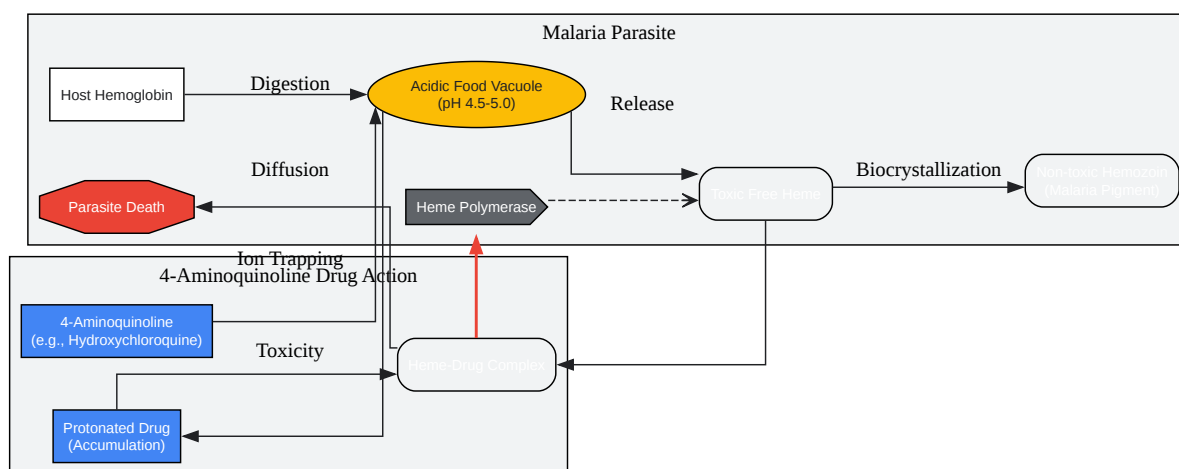 Malaria Parasite
Host Hemoglobin
Digestion
Acidic Food Vacuole
(pH 4.5-5.0)
Release
Diffusion
Biocrystallization
Non-toxic Hemozoin
(Malaria Pigment)
Parasite Death
Heme Polymerase
Toxic Free Heme
Ion Trapping
4-Aminoquinoline Drug Action
4-Aminoquinoline
(e.g., Hydroxychloroquine)
Toxicity
Heme-Drug Complex
Protonated Drug
(Accumulation)